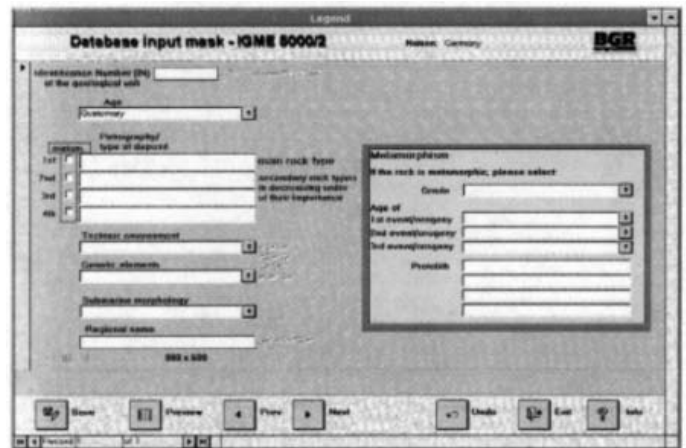 Legend
Database input mask - IGME 5000/2
Nation: Germany
BGR
Identification Number (IN)
of the geological unit
Age
Quaternary
Petrography/
type of deposit
1st
main rock type
2nd
secondary rock types
3rd
in decreasing order
4th
of their importance
Tectonic
Genetic elements
Submarine morphology
Regional name
Metamorphism
If the rock is metamorphic, please select
Grade
Age of
1st event/orogeny
2nd event/orogeny
3rd event/orogeny
Protolith
Save
Preview
Prev
Next
Undo
Exit
Info
Record
of